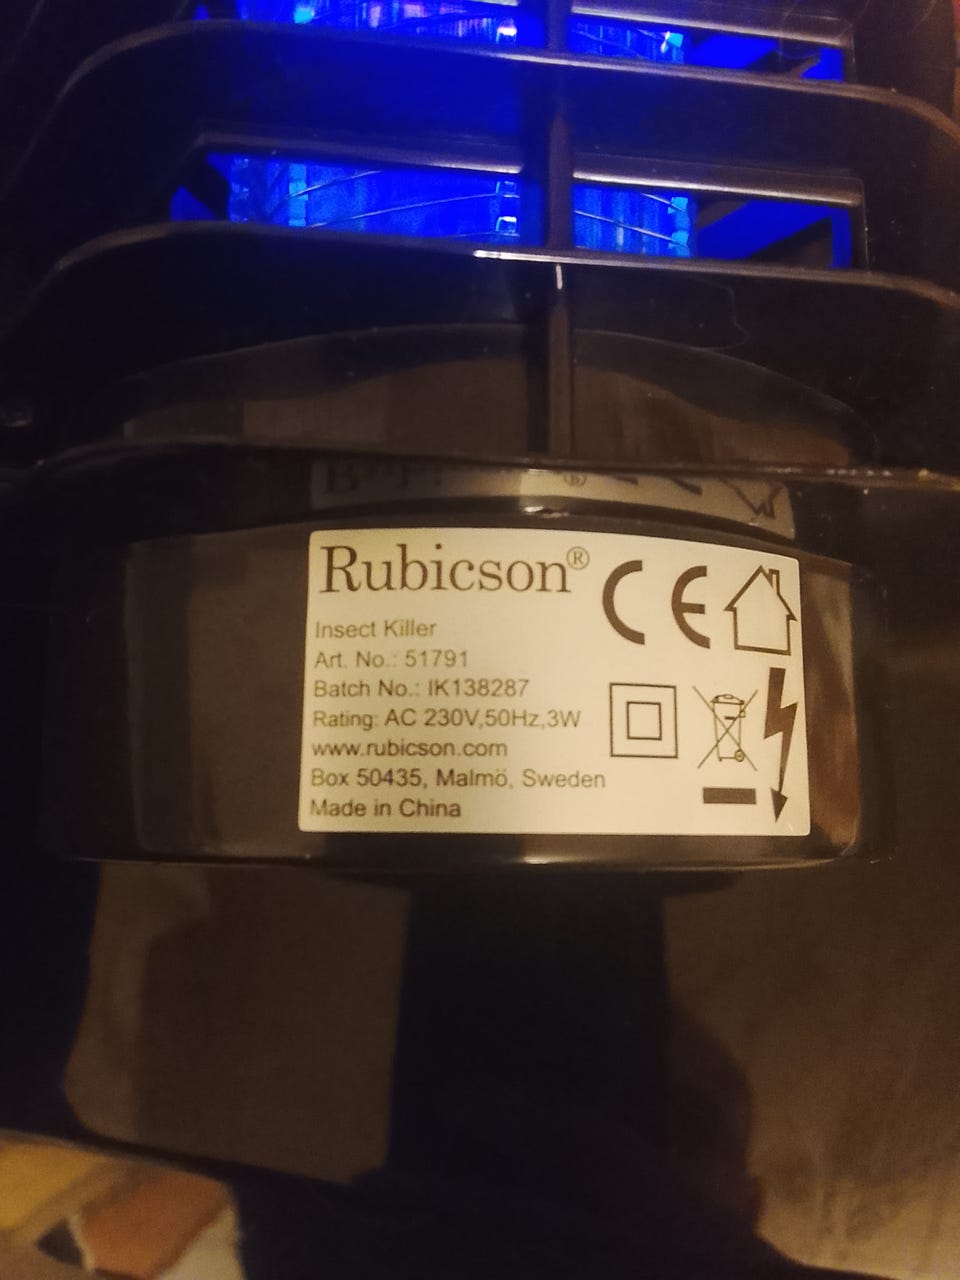 Rubicson®
CE
Insect Killer
Art. No.: 51791
Batch No.: IK138287
Rating: AC 230V,50Hz,3W
www.rubicson.com
Box 50435, Malmö, Sweden
Made in China